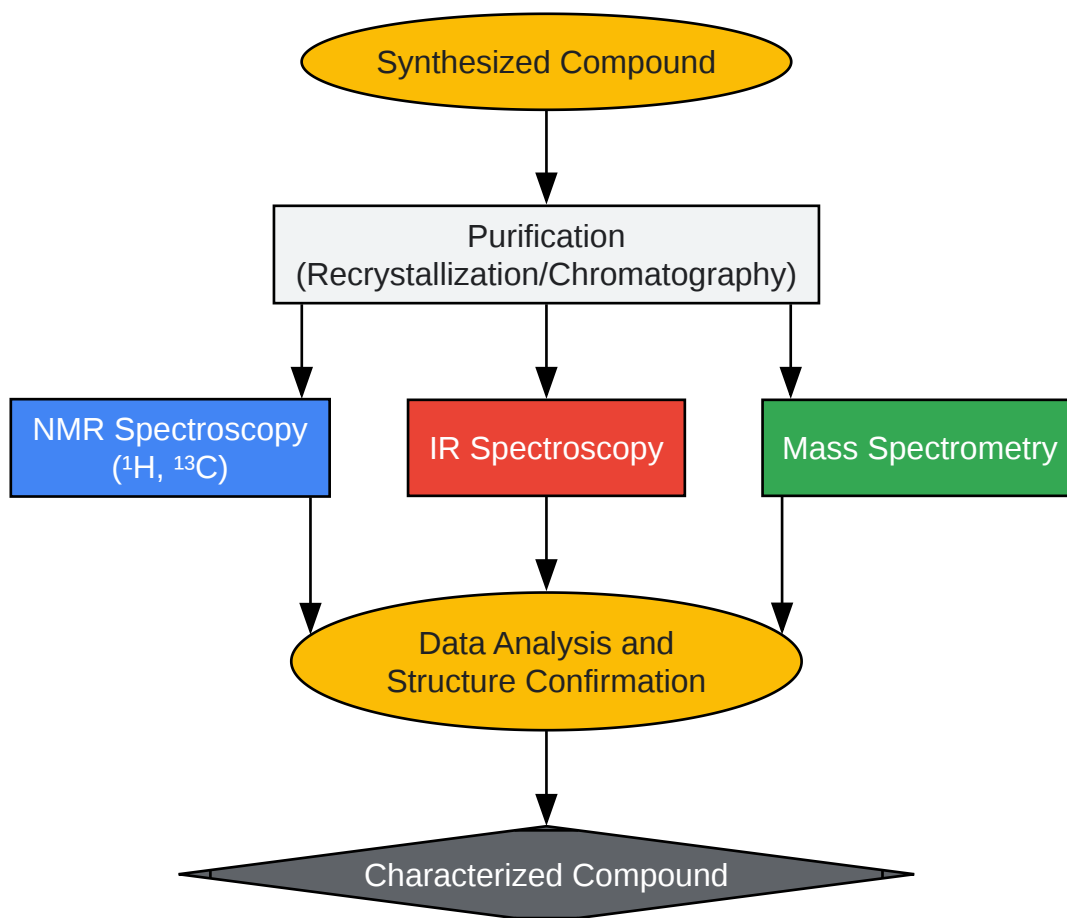 Synthesized Compound
Purification
(Recrystallization/Chromatography)
NMR Spectroscopy
(¹H, ¹³C)
IR Spectroscopy
Mass Spectrometry
Data Analysis and
Structure Confirmation
Characterized Compound